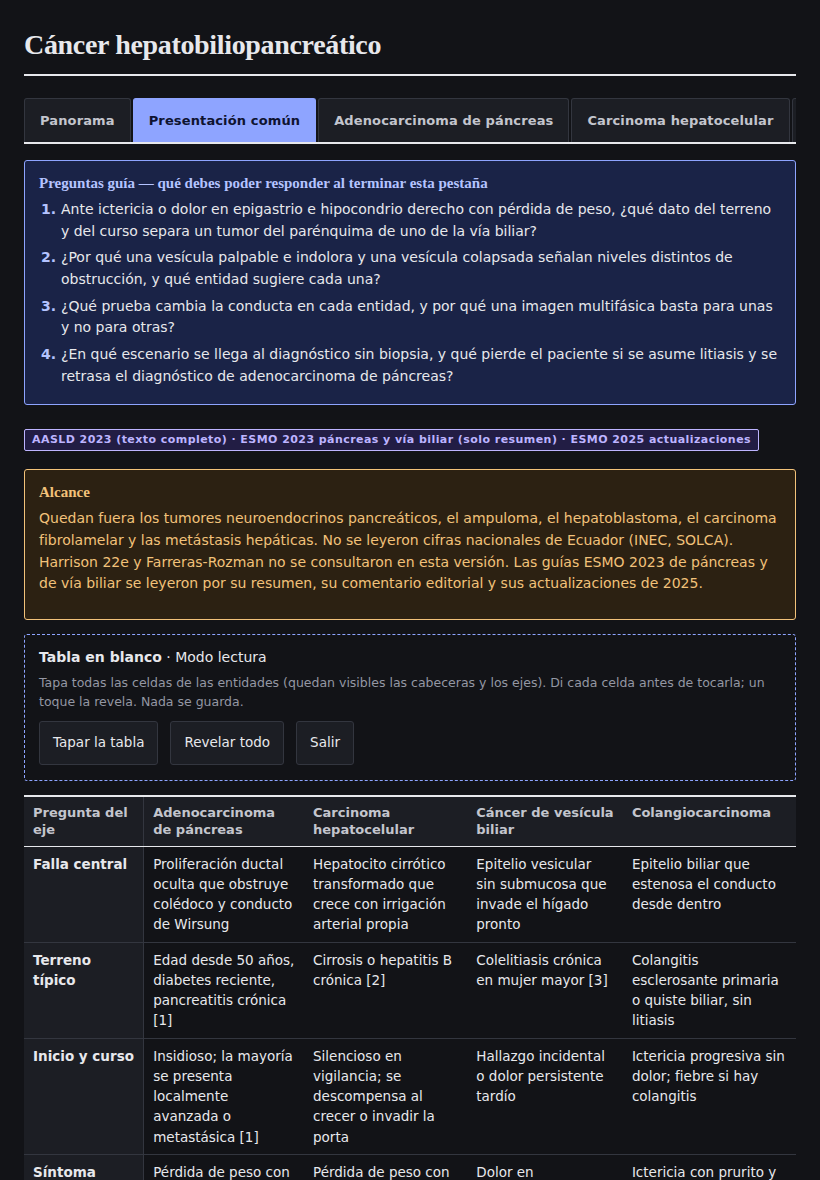 Cáncer hepatobiliopancreático
Panorama
Presentación común
Adenocarcinoma de páncreas
Carcinoma hepatocelular
Preguntas guía — qué debes poder responder al terminar esta pestaña
1. Ante ictericia o dolor en epigastrio e hipocondrio derecho con pérdida de peso, ¿qué dato del terreno
y del curso separa un tumor del parénquima de uno de la vía biliar?
2. ¿Por qué una vesícula palpable e indolora y una vesícula colapsada señalan niveles distintos de
obstrucción, y qué entidad sugiere cada una?
3. ¿Qué prueba cambia la conducta en cada entidad, y por qué una imagen multifásica basta para unas
y no para otras?
4. ¿En qué escenario se llega al diagnóstico sin biopsia, y qué pierde el paciente si se asume litiasis y se
retrasa el diagnóstico de adenocarcinoma de páncreas?
AASLD 2023 (texto completo) · ESMO 2023 páncreas y vía biliar (solo resumen) · ESMO 2025 actualizaciones
Alcance
Quedan fuera los tumores neuroendocrinos pancreáticos, el ampuloma, el hepatoblastoma, el carcinoma
fibrolamelar y las metástasis hepáticas. No se leyeron cifras nacionales de Ecuador (INEC, SOLCA).
Harrison 22e y Farreras-Rozman no se consultaron en esta versión. Las guías ESMO 2023 de páncreas y
de vía biliar se leyeron por su resumen, su comentario editorial y sus actualizaciones de 2025.
Tabla en blanco · Modo lectura
Tapa todas las celdas de las entidades (quedan visibles las cabeceras y los ejes). Di cada celda antes de tocarla; un
toque la revela. Nada se guarda.
Tapar la tabla
Revelar todo
Salir
Pregunta del
eje
Adenocarcinoma
de páncreas
Carcinoma
hepatocelular
Cáncer de vesícula
biliar
Colangiocarcinoma
Falla central
Proliferación ductal
oculta que obstruye
colédoco y conducto
de Wirsung
Hepatocito cirrótico
transformado que
crece con irrigación
arterial propia
Epitelio vesicular
sin submucosa que
invade el hígado
pronto
Epitelio biliar que
estenosa el conducto
desde dentro
Terreno
típico
Edad desde 50 años,
diabetes reciente,
pancreatitis crónica
[1]
Cirrosis o hepatitis B
crónica [2]
Colelitiasis crónica
en mujer mayor [3]
Colangitis
esclerosante primaria
o quiste biliar, sin
litiasis
Inicio y curso
Insidioso; la mayoría
se presenta
localmente
avanzada o
metastásica [1]
Silencioso en
vigilancia; se
descompensa al
crecer o invadir la
porta
Hallazgo incidental
o dolor persistente
tardío
Ictericia progresiva sin
dolor; fiebre si hay
colangitis
Síntoma
Pérdida de peso con
Pérdida de peso con
Dolor en
Ictericia con prurito y